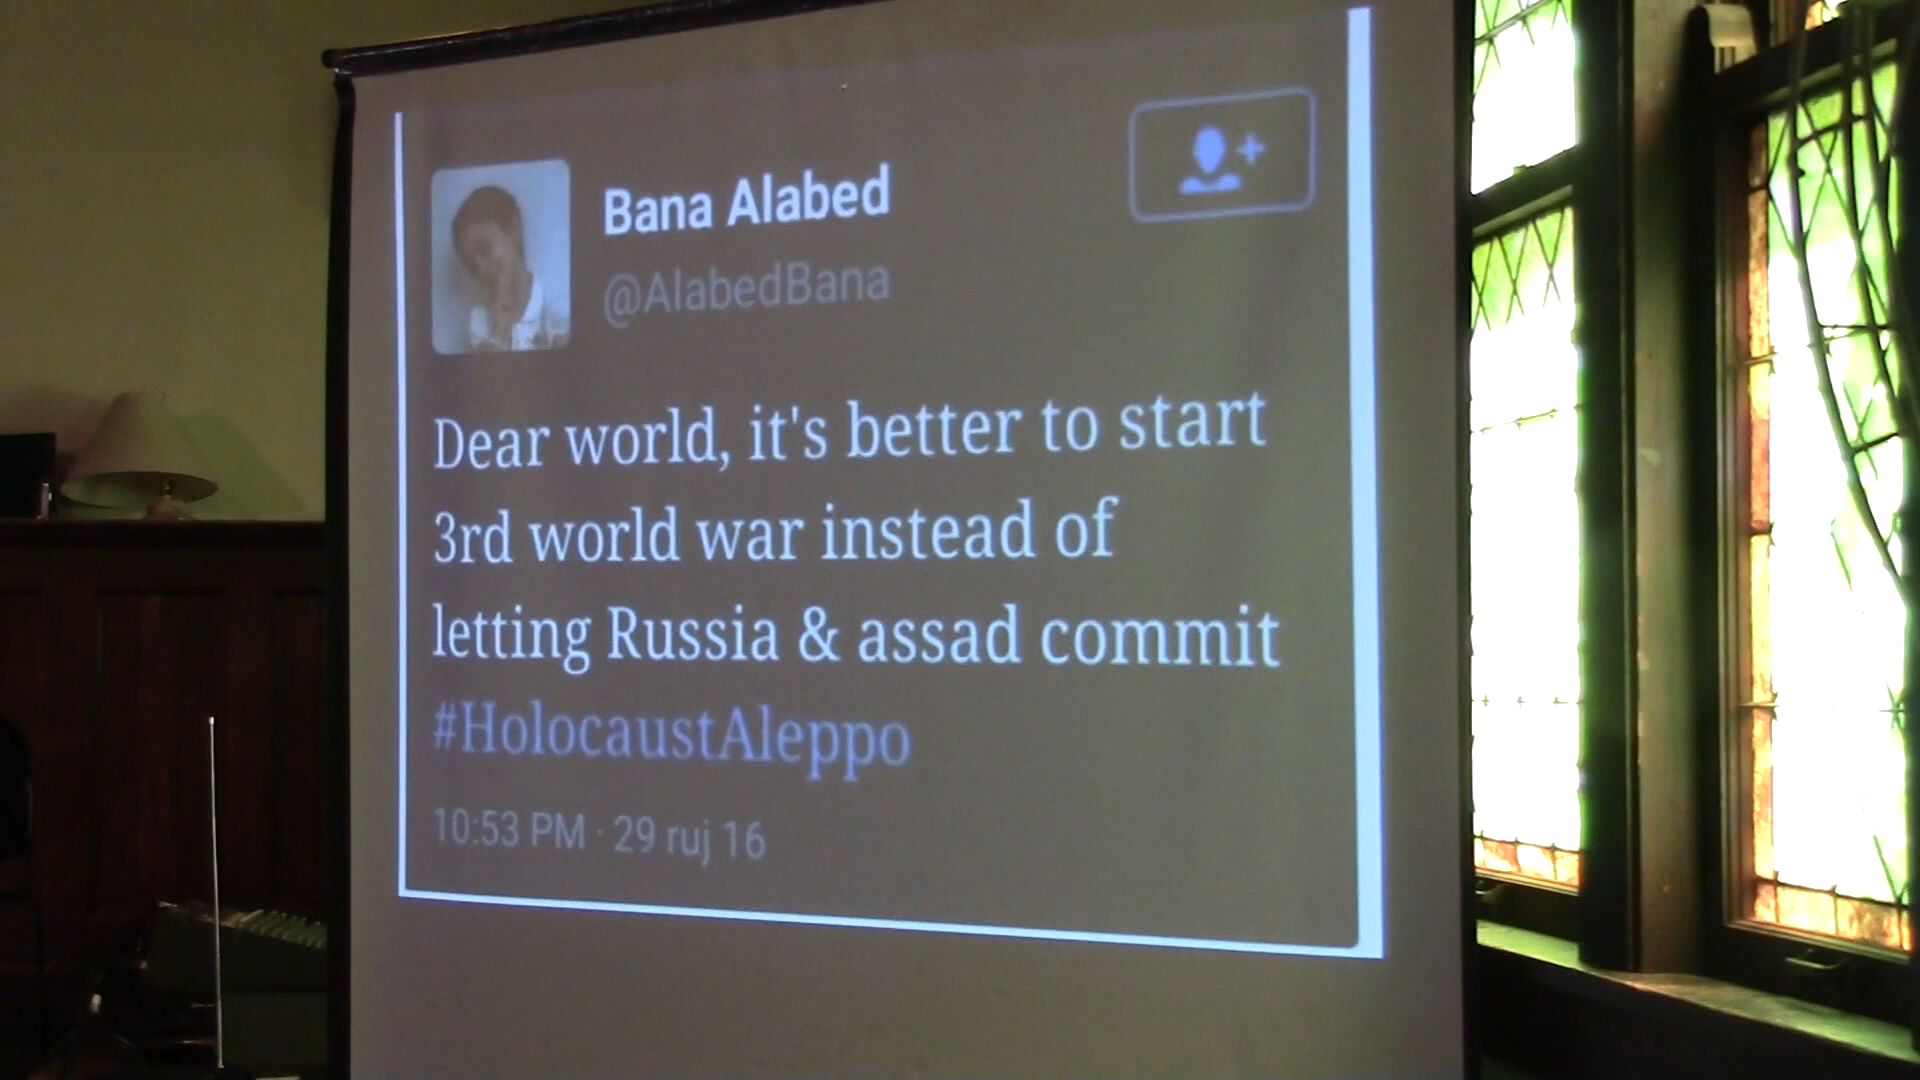 Bana Alabed
@AlabedBana
Dear world, it's better to start
3rd world war instead of
letting Russia & assad commit
#HolocaustAleppo
10:53 PM · 29 ruj 16